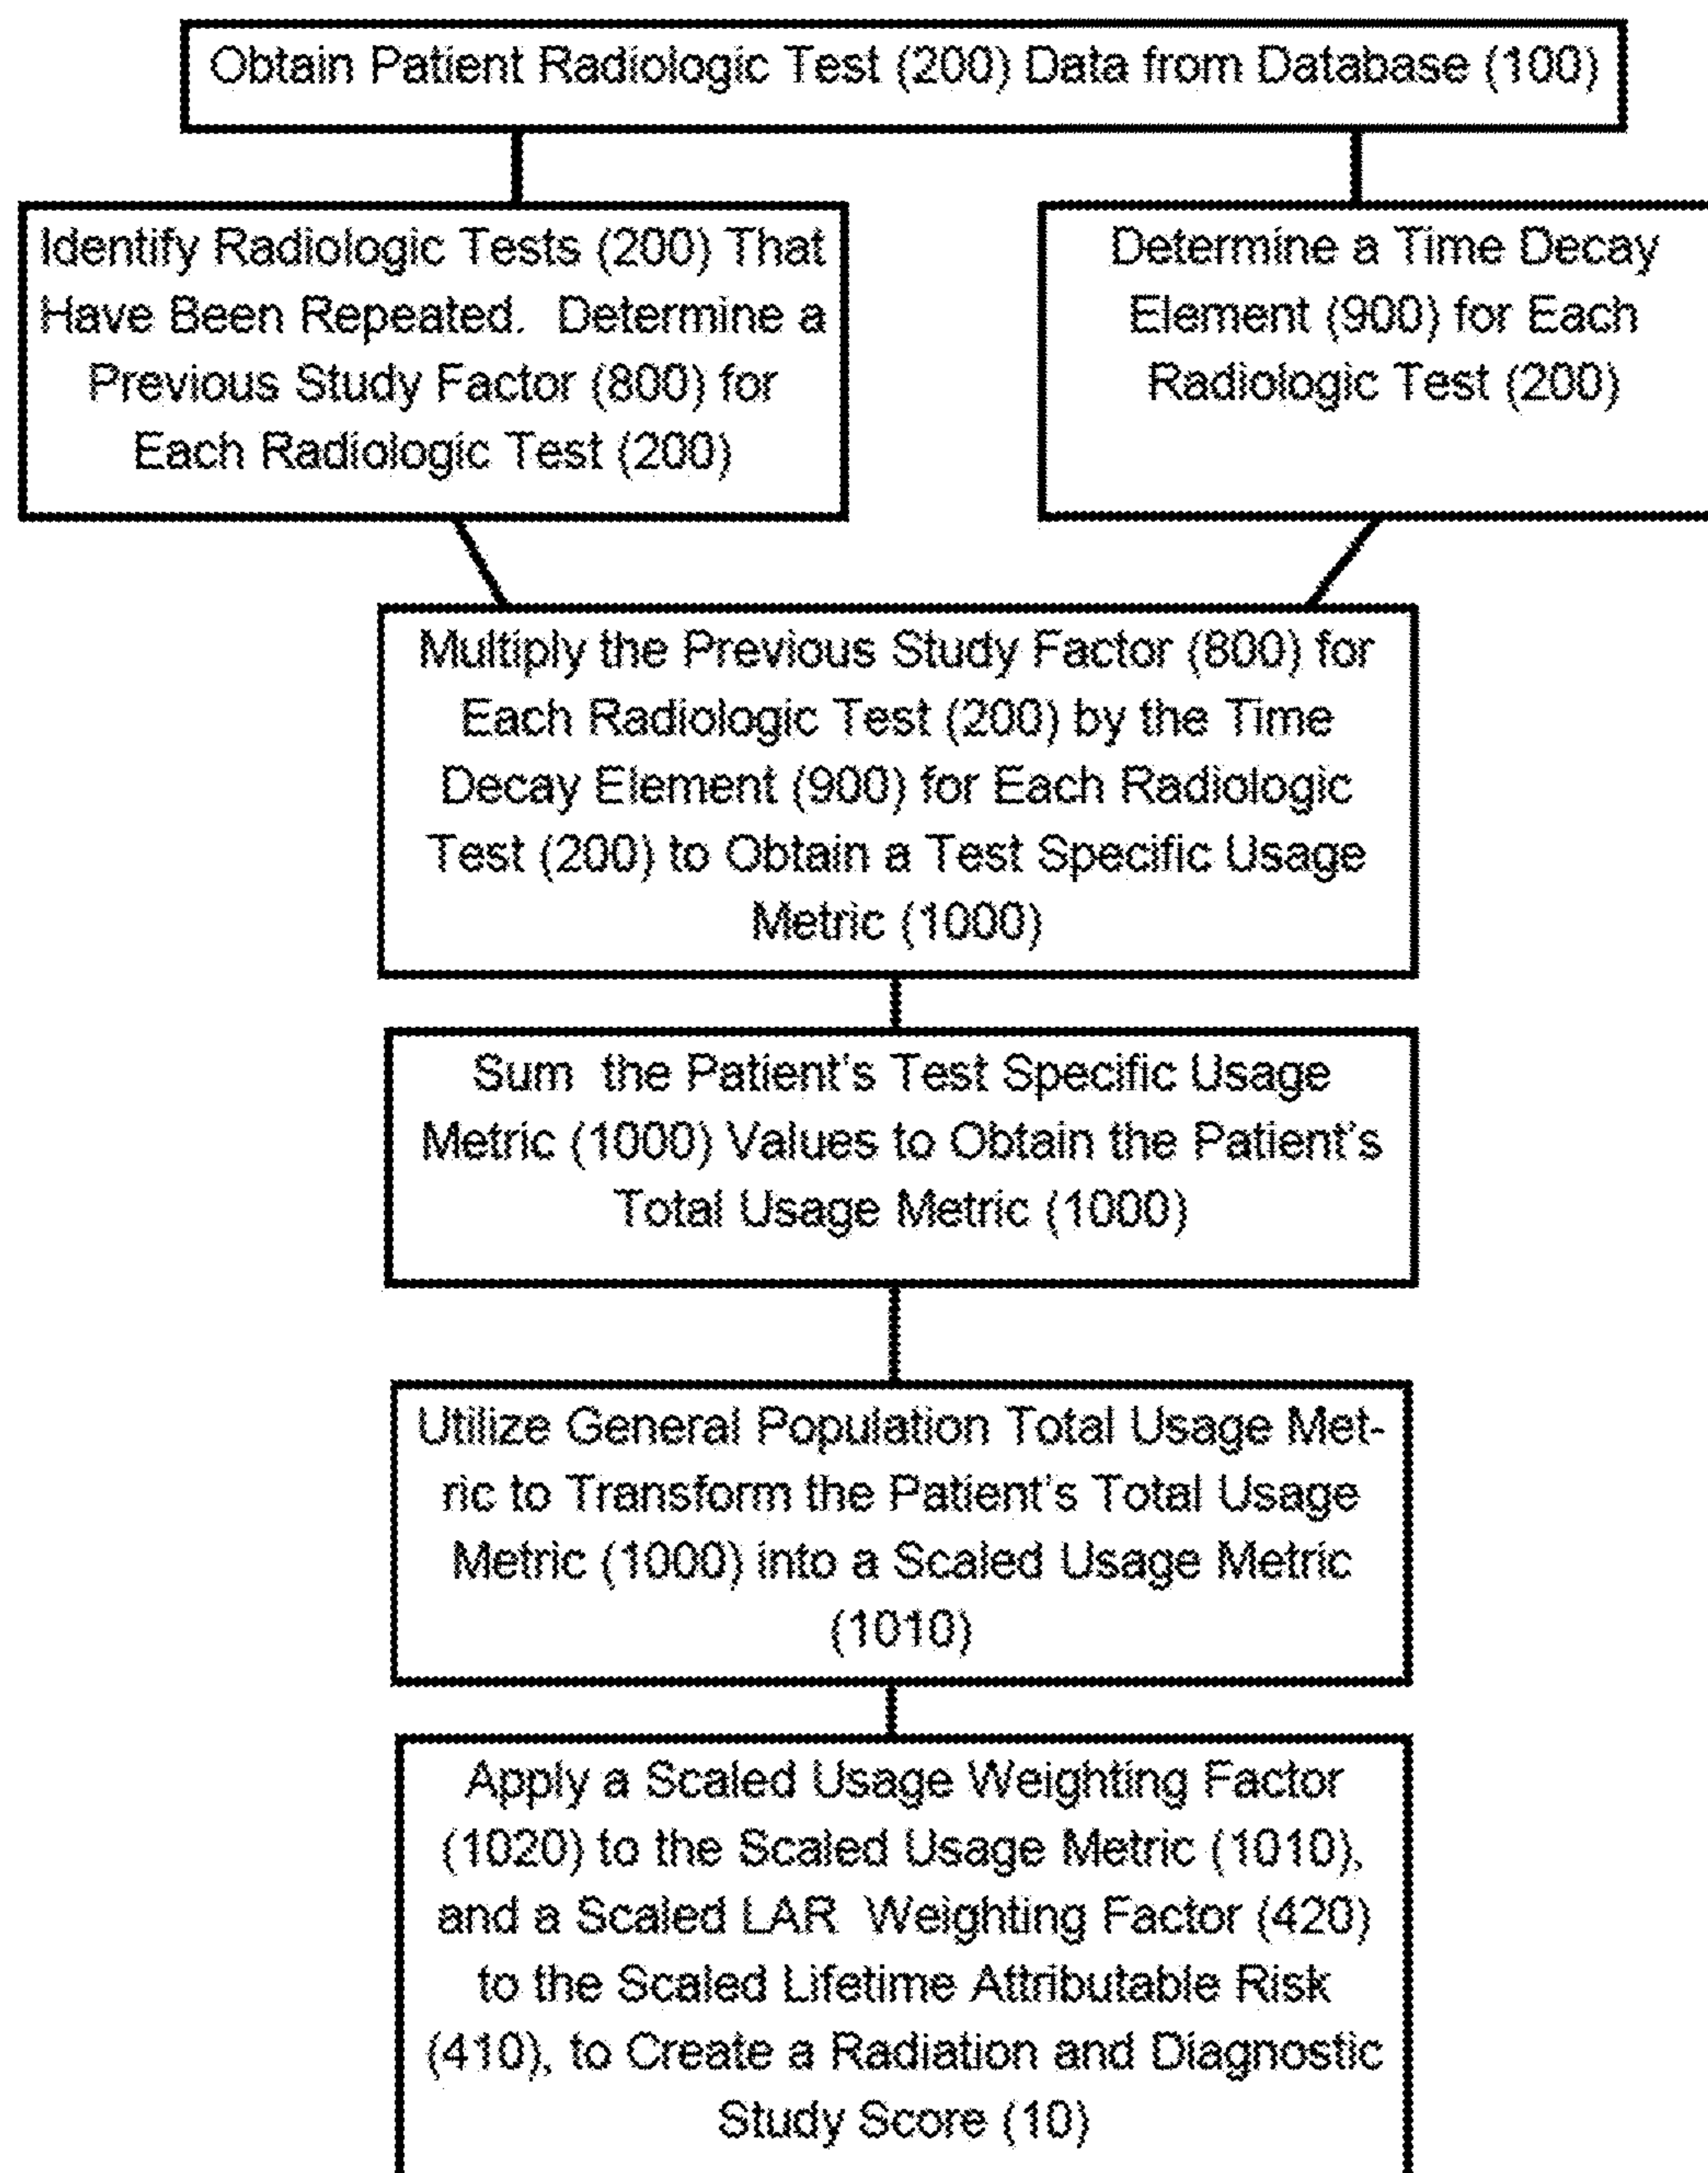 Obtain Patient Radiologic Test (200) Data from Database (100)
Identify Radiologic Tests (200) That
Have Been Repeated. Determine a
Previous Study Factor (800) for
Each Radiologic Test (200)
Determine a Time Decay
Element (900) for Each
Radiologic Test (200)
Multiply the Previous Study Factor (800) for
Each Radiologic Test (200) by the Time
Decay Element (900) for Each Radiologic
Test (200) to Obtain a Test Specific Usage
Metric (1000)
Sum the Patient's Test Specific Usage
Metric (1000) Values to Obtain the Patient's
Total Usage Metric (1000)
Utilize General Population Total Usage Met-
ric to Transform the Patient's Total Usage
Metric (1000) into a Scaled Usage Metric
(1010)
Apply a Scaled Usage Weighting Factor
(1020) to the Scaled Usage Metric (1010),
and a Scaled LAR Weighting Factor (420)
to the Scaled Lifetime Attributable Risk
(410), to Create a Radiation and Diagnostic
Study Score (10)